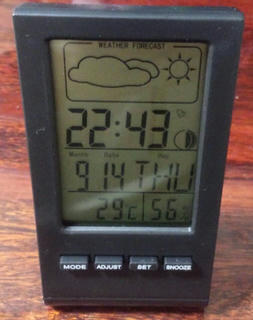 WEATHER FORECAST
22:43
Month Date Day
9 14 THU
29c 56%
MODE ADJUST SET SNOOZE